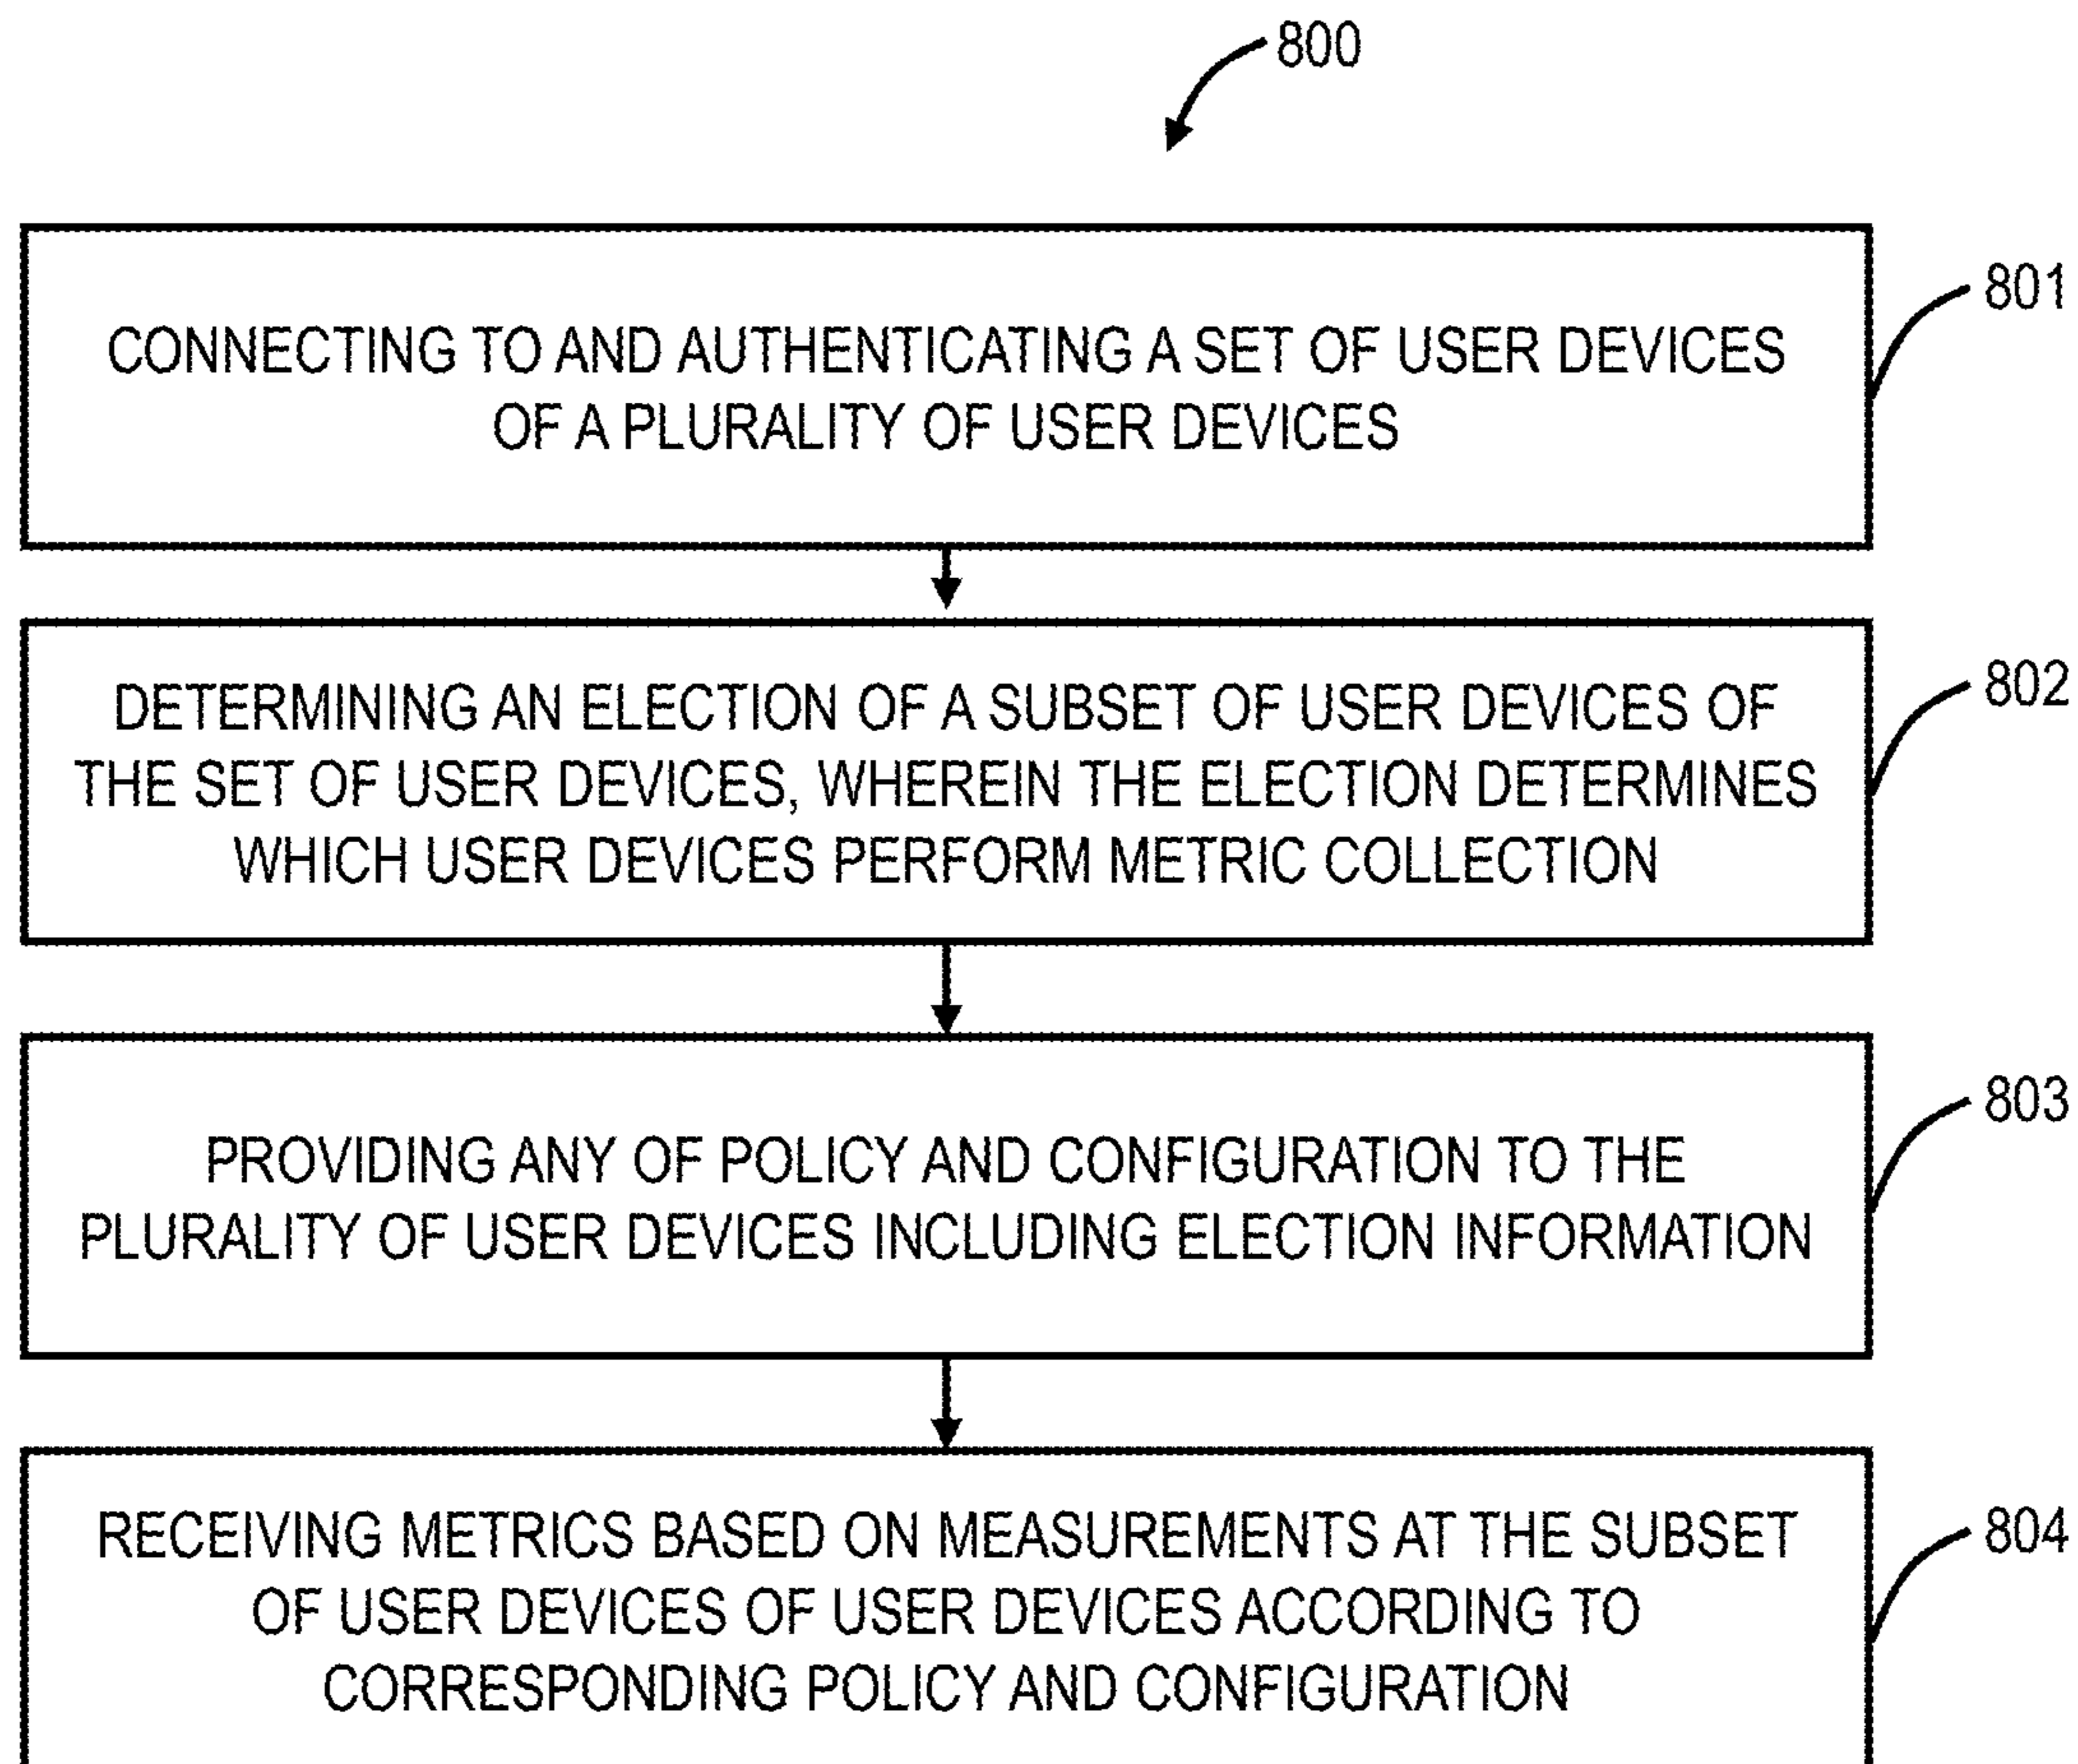 800
CONNECTING TO AND AUTHENTICATING A SET OF USER DEVICES
OF A PLURALITY OF USER DEVICES
801
DETERMINING AN ELECTION OF A SUBSET OF USER DEVICES OF
THE SET OF USER DEVICES, WHEREIN THE ELECTION DETERMINES
WHICH USER DEVICES PERFORM METRIC COLLECTION
802
PROVIDING ANY OF POLICY AND CONFIGURATION TO THE
PLURALITY OF USER DEVICES INCLUDING ELECTION INFORMATION
803
RECEIVING METRICS BASED ON MEASUREMENTS AT THE SUBSET
OF USER DEVICES OF USER DEVICES ACCORDING TO
CORRESPONDING POLICY AND CONFIGURATION
804